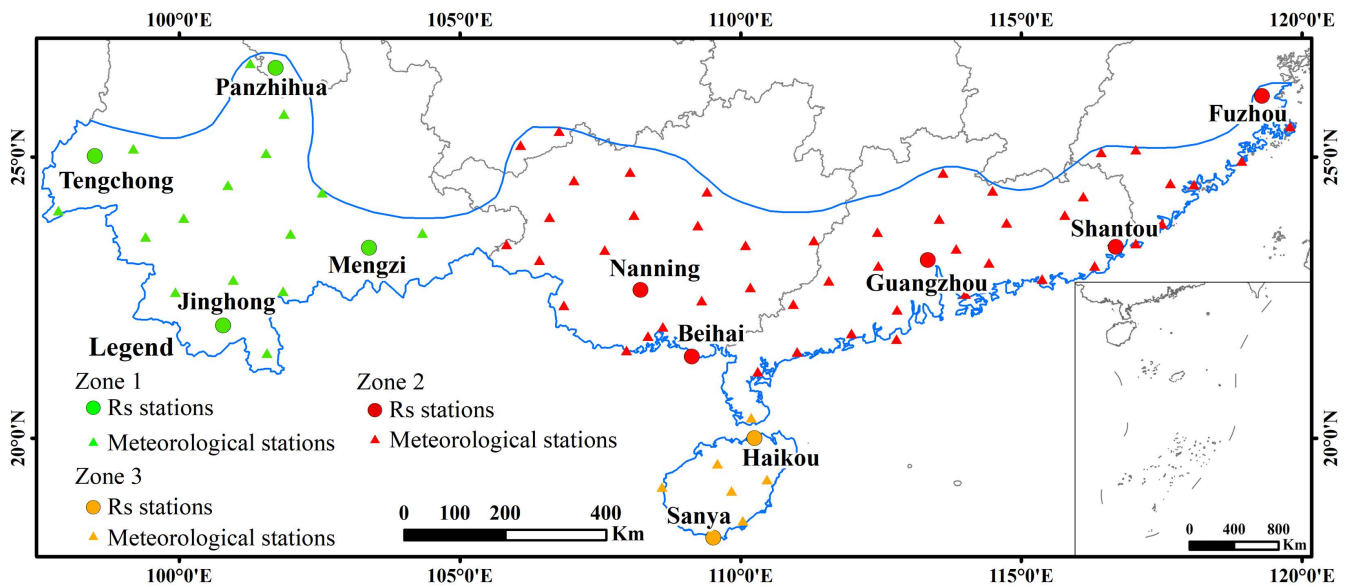 100°0'E 105°0'E 110°0'E 115°0'E 120°0'E
Panzhihua
Fuzhou
25°0'N
25°0'N
Tengchong
Shantou
Mengzi
Nanning
Guangzhou
Jinghong
Beihai
Legend
Zone 1
Rs stations
Meteorological stations
Zone 2
Rs stations
Meteorological stations
20°0'N
20°0'N
Haikou
Zone 3
Rs stations
Meteorological stations
Sanya
0 100 200 400
Km
0 400 800
Km
100°0'E 105°0'E 110°0'E 115°0'E 120°0'E